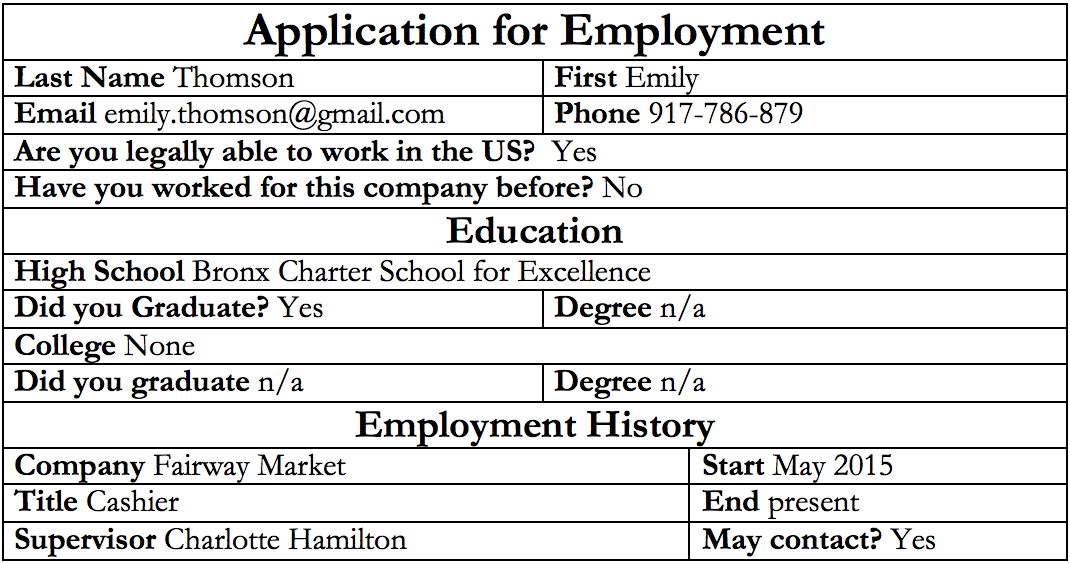 Application for Employment
Last Name Thomson First Emily
Email emily.thomson@gmail.com Phone 917-786-879
Are you legally able to work in the US? Yes
Have you worked for this company before? No
Education
High School Bronx Charter School for Excellence
Did you Graduate? Yes Degree n/a
College None
Did you graduate n/a Degree n/a
Employment History
Company Fairway Market Start May 2015
Title Cashier End present
Supervisor Charlotte Hamilton May contact? Yes